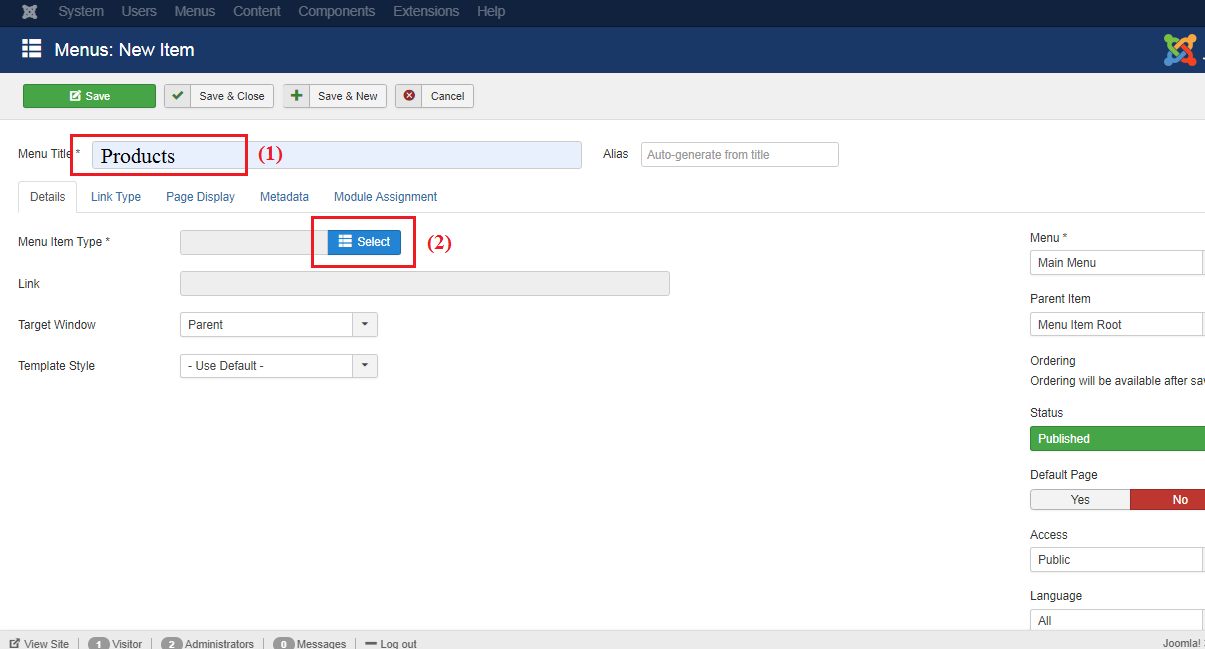 System Users Menus Content Components Extensions Help
Menus: New Item
Save Save & Close Save & New Cancel
Menu Title * Products (1) Alias Auto-generate from title
Details Link Type Page Display Metadata Module Assignment
Menu Item Type * Select (2)
Menu *
Main Menu
Link
Parent Item
Target Window Parent
Menu Item Root
Ordering
Template Style - Use Default -
Ordering will be available after sav
Status
Published
Default Page
Yes No
Access
Public
Language
All
View Site 1 Visitor 2 Administrators 0 Messages Log out Joomla!